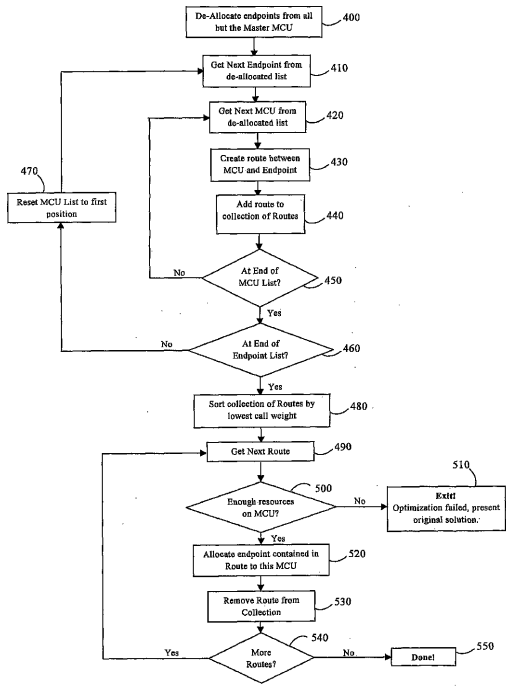 De-Allocate endpoints from all
but the Master MCU
400
Get Next Endpoint from
de-allocated list
410
Get Next MCU from
de-allocated list
420
Create route between
MCU and Endpoint
430
470
Reset MCU List to first
position
Add route to
collection of Routes
440
At End of
MCU List?
450
No
Yes
At End of
Endpoint List?
460
No
Yes
Sort collection of Routes by
lowest call weight
480
Get Next Route
490
Enough resources
on MCU?
500
No
510
Exit!
Optimization failed, present
original solution.
Yes
Allocate endpoint contained in
Route to this MCU
520
Remove Route from
Collection
530
More
Routes?
540
Yes
No
Done!
550